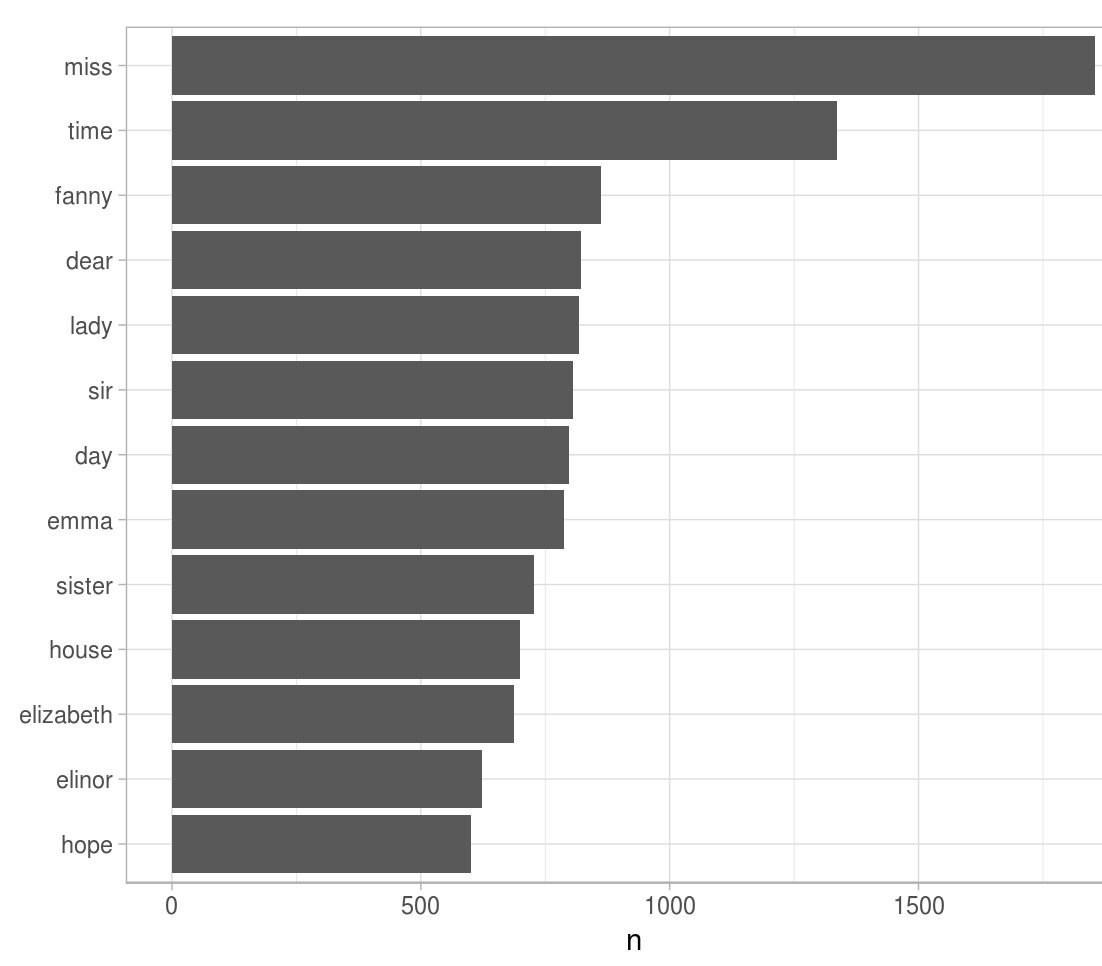 miss
time
fanny
dear
lady
sir
day
emma
sister
house
elizabeth
elinor
hope
0 500 1000 1500
n